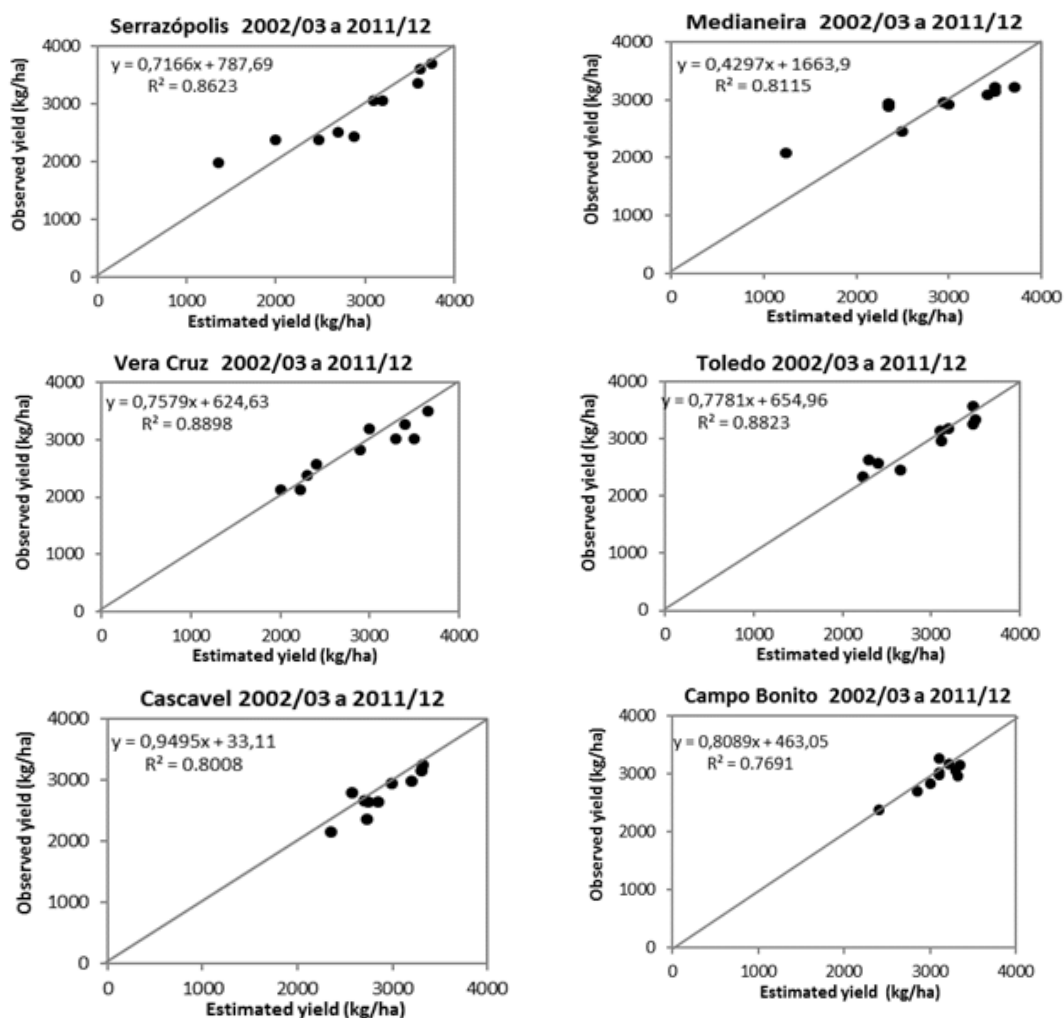 Serrazópolis 2002/03 a 2011/12
Observed yield (kg/ha)
4000
3000
2000
1000
0
y = 0,7166x + 787,69
R² = 0.8623
0 1000 2000 3000 4000
Estimated yield (kg/ha)
Medianeira 2002/03 a 2011/12
Observed yield (kg/ha)
4000
3000
2000
1000
0
y = 0,4297x + 1663,9
R² = 0.8115
0 1000 2000 3000 4000
Estimated yield (kg/ha)
Vera Cruz 2002/03 a 2011/12
Observed yield (kg/ha)
4000
3000
2000
1000
0
y = 0,7579x + 624,63
R² = 0.8898
0 1000 2000 3000 4000
Estimated yield (kg/ha)
Toledo 2002/03 a 2011/12
Observed yield (kg/ha)
4000
3000
2000
1000
0
y = 0,7781x + 654,96
R² = 0.8823
0 1000 2000 3000 4000
Estimated yield (kg/ha)
Cascavel 2002/03 a 2011/12
Observed yield (kg/ha)
4000
3000
2000
1000
0
y = 0,9495x + 33,11
R² = 0.8008
0 1000 2000 3000 4000
Estimated yield (kg/ha)
Campo Bonito 2002/03 a 2011/12
Observed yield (kg/ha)
4000
3000
2000
1000
0
y = 0,8089x + 463,05
R² = 0.7691
0 1000 2000 3000 4000
Estimated yield (kg/ha)